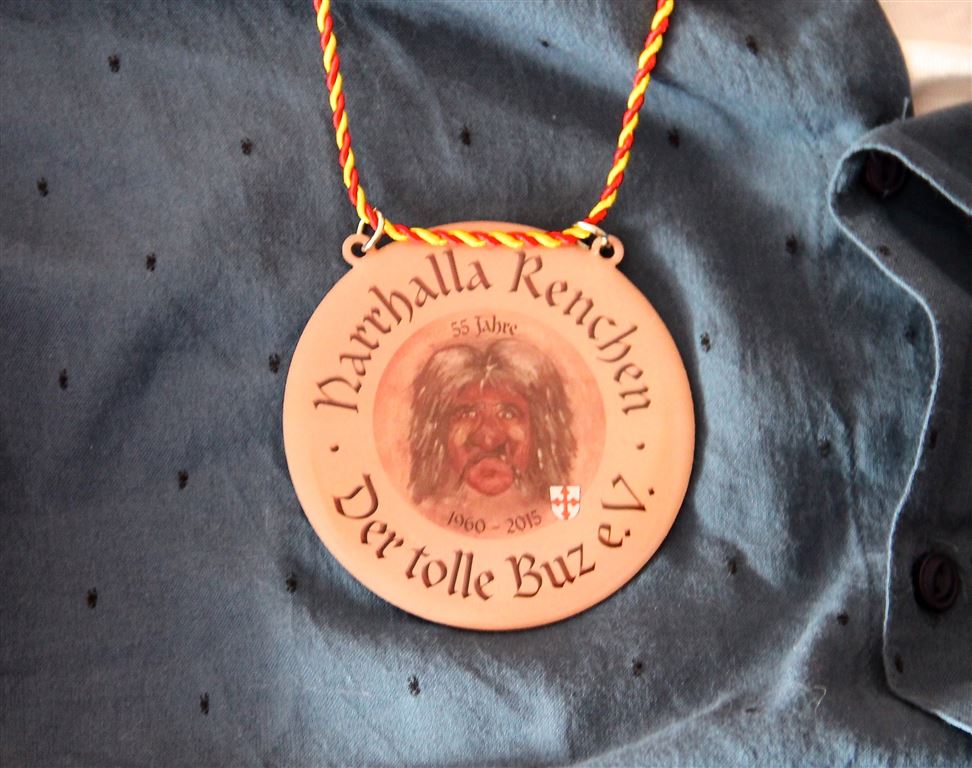 Narrhalla Renchen
55 Jahre
1960 - 2015
Der tolle Buz e.V.